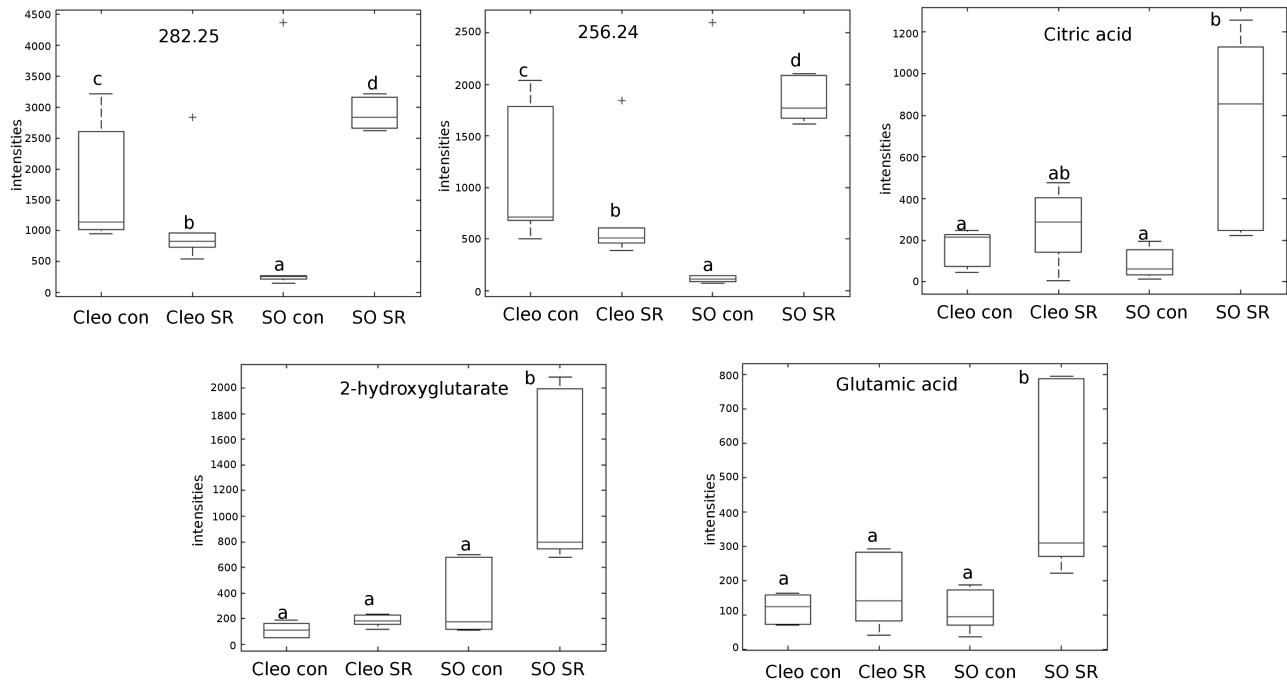 282.25
4500
4000
3500
3000
2500
2000
1500
1000
500
0
intensities
c
b
a
d
Cleo con Cleo SR SO con SO SR
256.24
2500
2000
1500
1000
500
0
intensities
c
b
a
d
Cleo con Cleo SR SO con SO SR
Citric acid
1200
1000
800
600
400
200
0
intensities
a
ab
a
b
Cleo con Cleo SR SO con SO SR
2-hydroxyglutarate
2000
1800
1600
1400
1200
1000
800
600
400
200
0
intensities
a
a
a
b
Cleo con Cleo SR SO con SO SR
Glutamic acid
800
700
600
500
400
300
200
100
0
intensities
a
a
a
b
Cleo con Cleo SR SO con SO SR